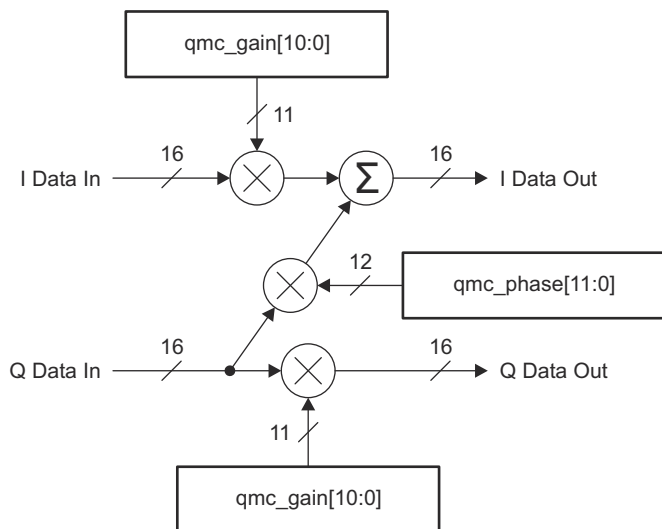 qmc_gain[10:0]
11
16
16
I Data In
Σ
I Data Out
12
qmc_phase[11:0]
16
16
Q Data In
Q Data Out
11
qmc_gain[10:0]